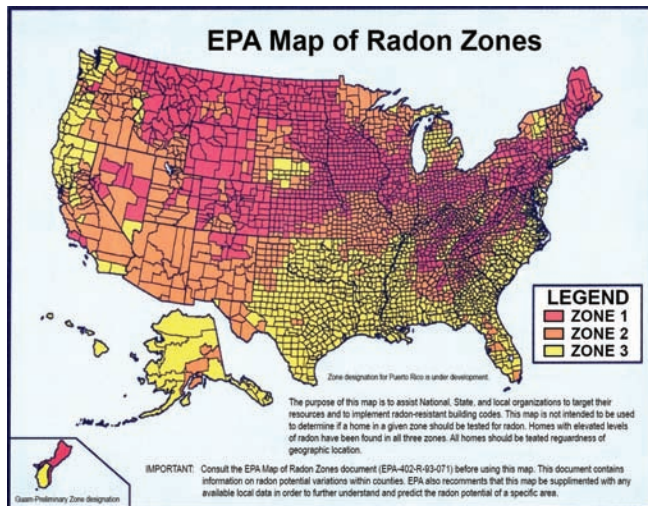 EPA Map of Radon Zones
LEGEND
ZONE 1
ZONE 2
ZONE 3
Zone designation for Puerto Rico is under development.
The purpose of this map is to assist National, State, and local organizations to target their
resources and to implement radon-resistant building codes. This map is not intended to be used
to determine if a home in a given zone should be tested for radon. Homes with elevated levels
of radon have been found in all three zones. All homes should be teated reguardness of
geographic location.
IMPORTANT: Consult the EPA Map of Radon Zones document (EPA-402-R-93-071) before using this map. This document contains
information on radon potential variations within counties. EPA also recomments that this map be supplimented with any
available local data in order to further understand and predict the radon potential of a specific area.
Guam-Preliminary Zone designation